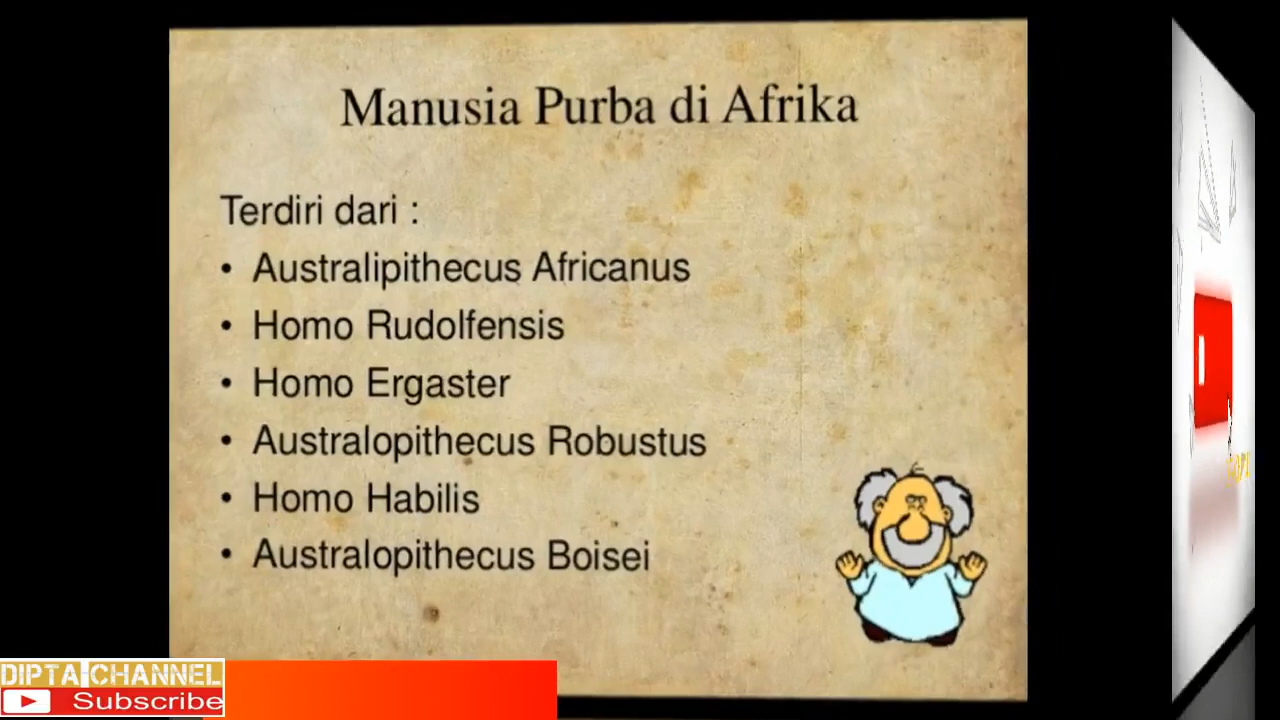 Manusia Purba di Afrika
Terdiri dari :
• Australipithecus Africanus
• Homo Rudolfensis
• Homo Ergaster
• Australopithecus Robustus
• Homo Habilis
• Australopithecus Boisei
DIPTA CHANNEL
Subscribe